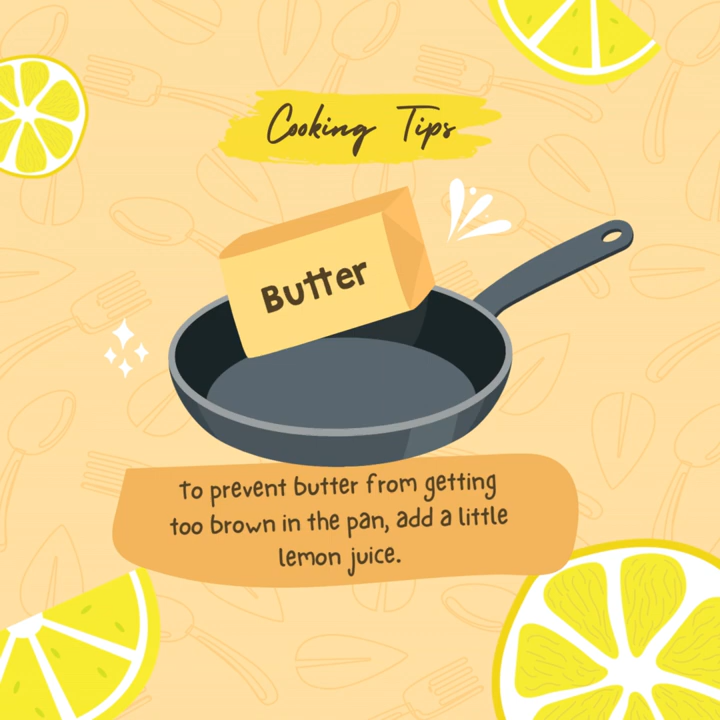 Cooking Tips
Butter
To prevent butter from getting
too brown in the pan, add a little
lemon juice.